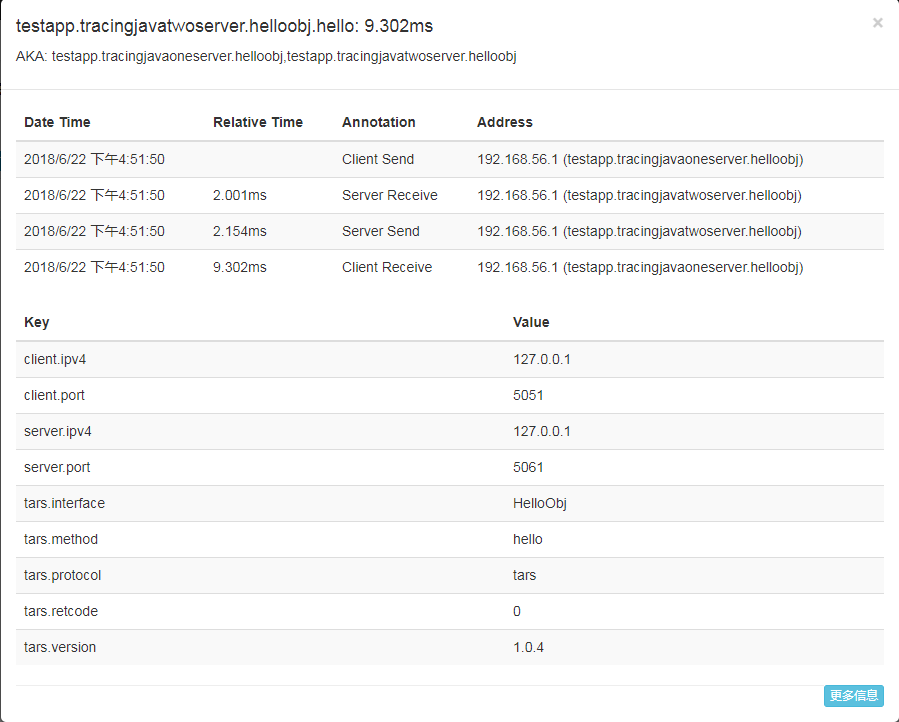 testapp.tracingjavatwoserver.helloobj.hello: 9.302ms ×
AKA: testapp.tracingjavaoneserver.helloobj,testapp.tracingjavatwoserver.helloobj
Date Time Relative Time Annotation Address
2018/6/22 下午4:51:50 Client Send 192.168.56.1 (testapp.tracingjavaoneserver.helloobj)
2018/6/22 下午4:51:50 2.001ms Server Receive 192.168.56.1 (testapp.tracingjavatwoserver.helloobj)
2018/6/22 下午4:51:50 2.154ms Server Send 192.168.56.1 (testapp.tracingjavatwoserver.helloobj)
2018/6/22 下午4:51:50 9.302ms Client Receive 192.168.56.1 (testapp.tracingjavaoneserver.helloobj)
Key Value
client.ipv4 127.0.0.1
client.port 5051
server.ipv4 127.0.0.1
server.port 5061
tars.interface HelloObj
tars.method hello
tars.protocol tars
tars.retcode 0
tars.version 1.0.4
更多信息